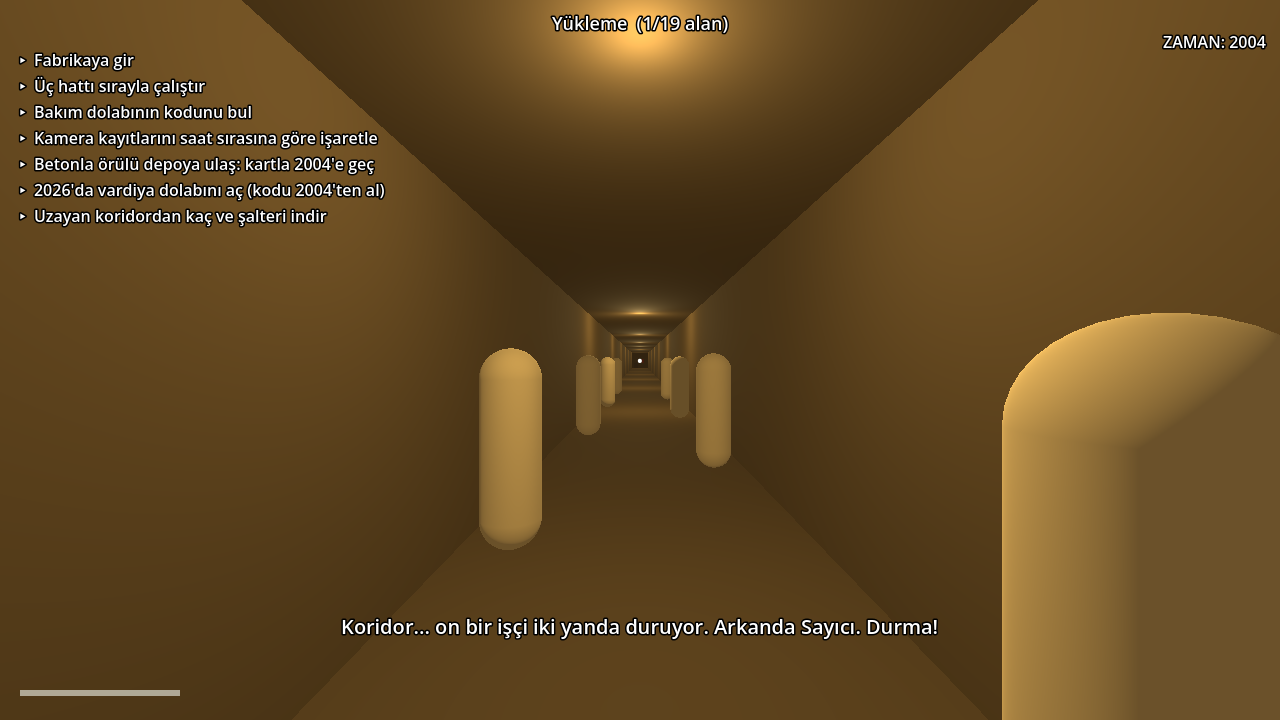 Yükleme (1/19 alan)
ZAMAN: 2004
▸ Fabrikaya gir
▸ Üç hattı sırayla çalıştır
▸ Bakım dolabının kodunu bul
▸ Kamera kayıtlarını saat sırasına göre işaretle
▸ Betonla örülü depoya ulaş: kartla 2004'e geç
▸ 2026'da vardiya dolabını aç (kodu 2004'ten al)
▸ Uzayan koridordan kaç ve şalteri indir
Koridor... on bir işçi iki yanda duruyor. Arkanda Sayıcı. Durma!